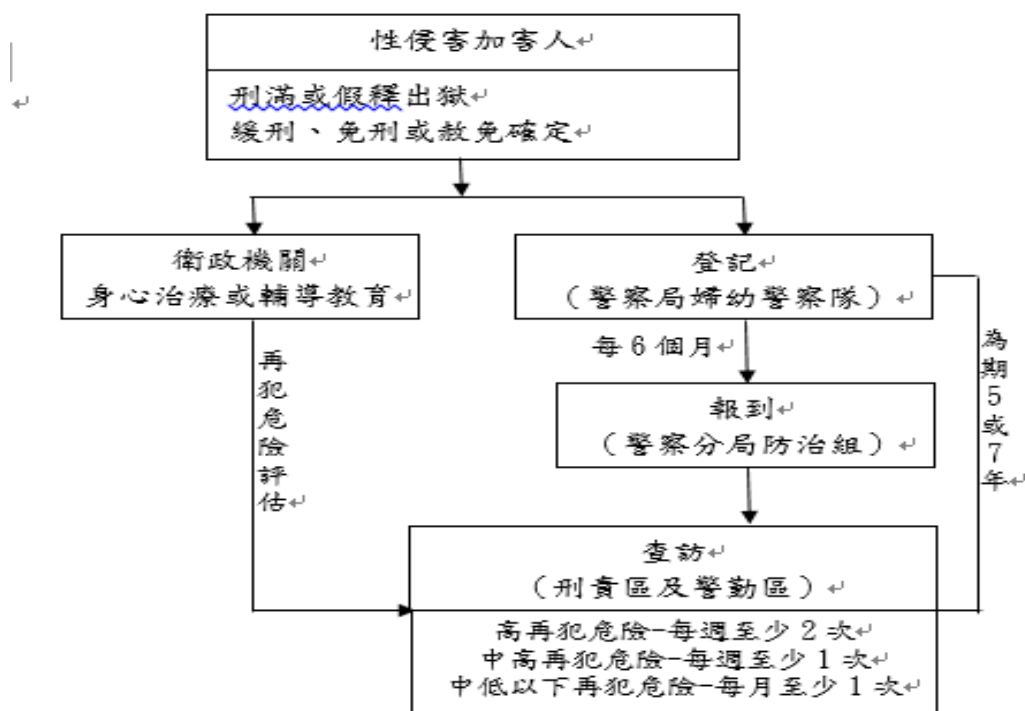 性侵害加害人
刑滿或假釋出獄
緩刑、免刑或赦免確定
衛政機關
身心治療或輔導教育
登記
（警察局婦幼警察隊）
再犯危險評估
每6個月
為期5或7年
報到
（警察分局防治組）
查訪
（刑責區及警勤區）
高再犯危險-每週至少2次
中高再犯危險-每週至少1次
中低以下再犯危險-每月至少1次